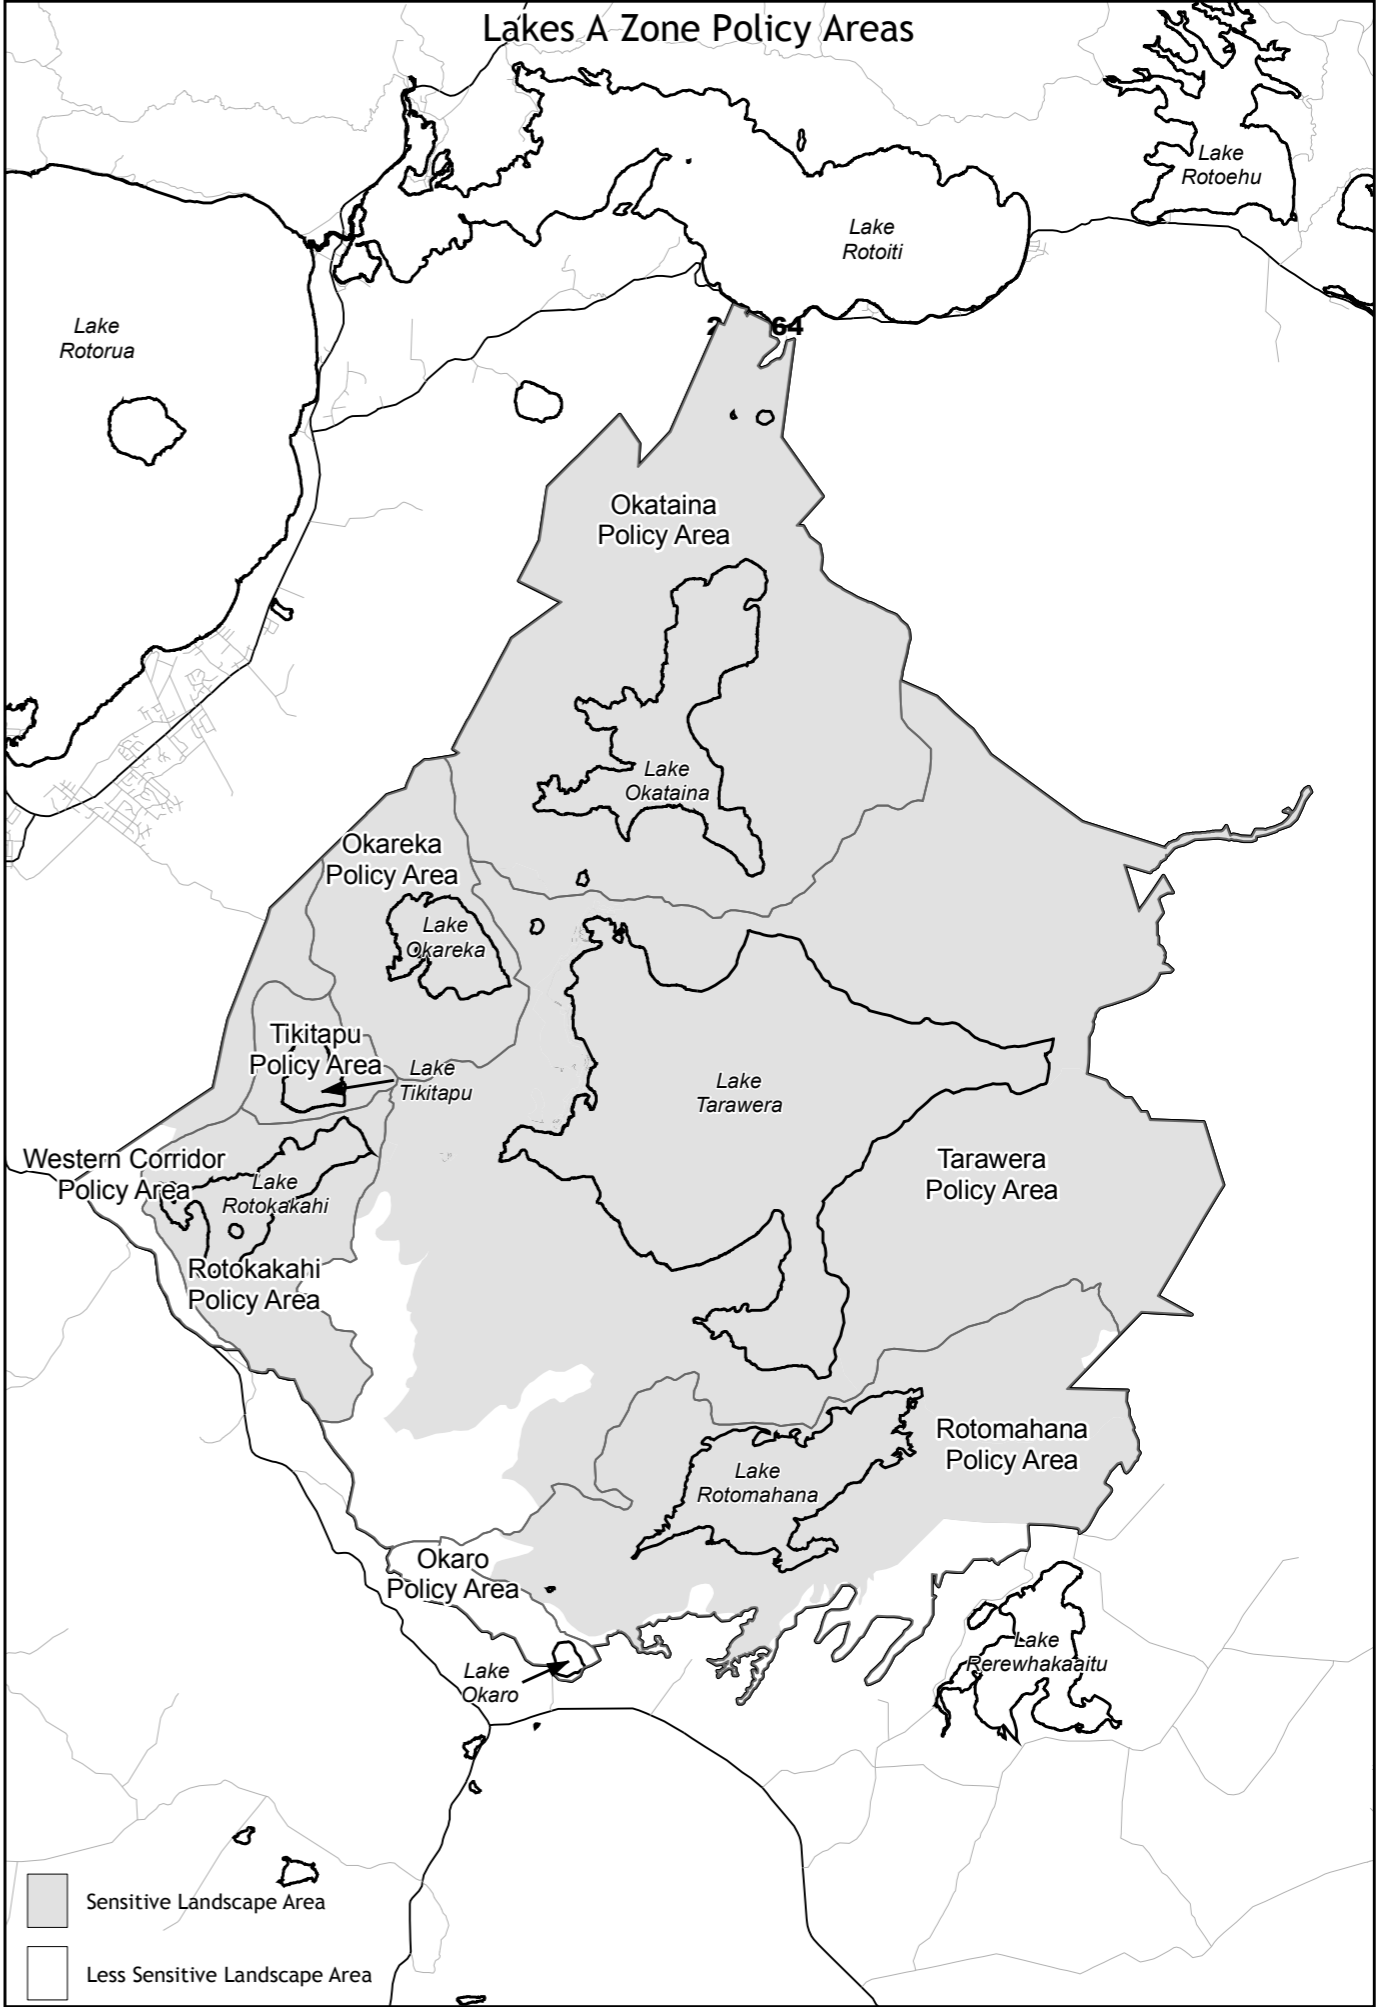 Lakes A Zone Policy Areas
Lake
Rotoehu
Lake
Rotoiti
Lake
Rotorua
2 64
Okataina
Policy Area
Lake
Okataina
Okareka
Policy Area
Lake
Okareka
Tikitapu
Policy Area
Lake
Tikitapu
Lake
Tarawera
Western Corridor
Policy Area
Lake
Rotokakahi
Tarawera
Policy Area
Rotokakahi
Policy Area
Rotomahana
Policy Area
Lake
Rotomahana
Okaro
Policy Area
Lake
Okaro
Lake
Rerewhakaaitu
Sensitive Landscape Area
Less Sensitive Landscape Area